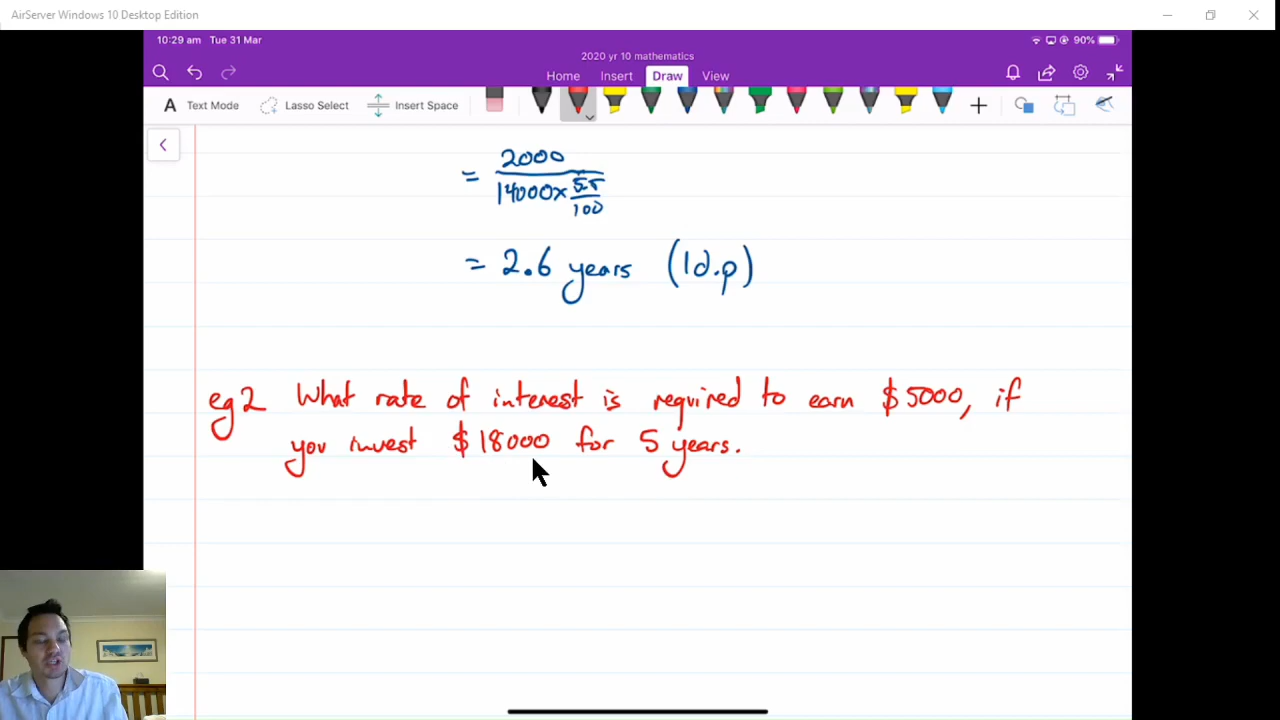 AirServer Windows 10 Desktop Edition
10:29 am Tue 31 Mar
90%
2020 yr 10 mathematics
Home Insert Draw View
A Text Mode Lasso Select Insert Space
= 2000
14000 × 5.5
100
= 2.6 years (1d.p)
eg 2 What rate of interest is required to earn $5000, if
you invest $18000 for 5 years.